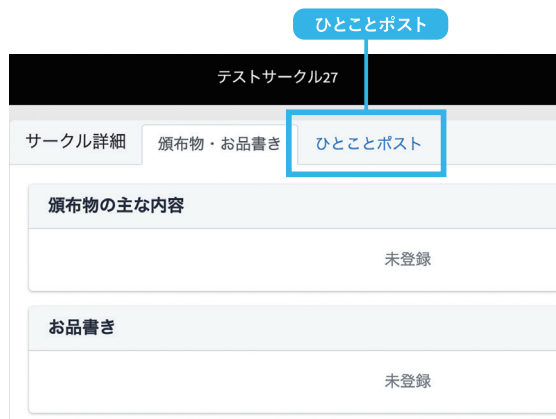 ひとことポスト
テストサークル27
サークル詳細 頒布物・お品書き ひとことポスト
頒布物の主な内容
未登録
お品書き
未登録